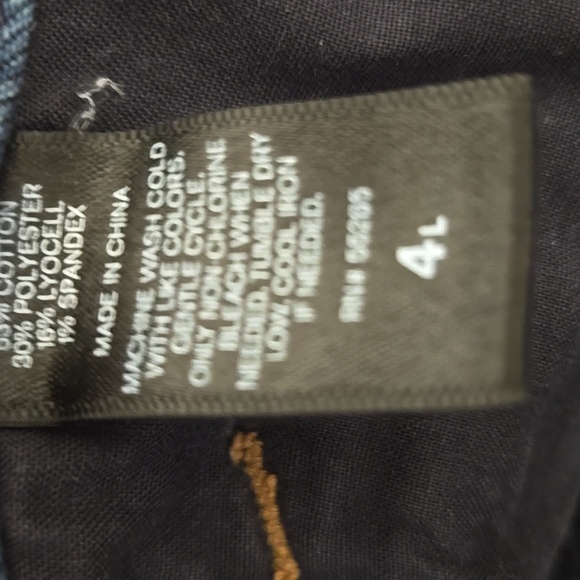 COTTON
30% POLYESTER
16% LYOCELL
1% SPANDEX
MADE IN CHINA
MACHINE WASH COLD
WITH LIKE COLORS.
GENTLE CYCLE.
ONLY NON CHLORINE
BLEACH WHEN
NEEDED. TUMBLE DRY
LOW. COOL IRON
IF NEEDED.
RN#
4L